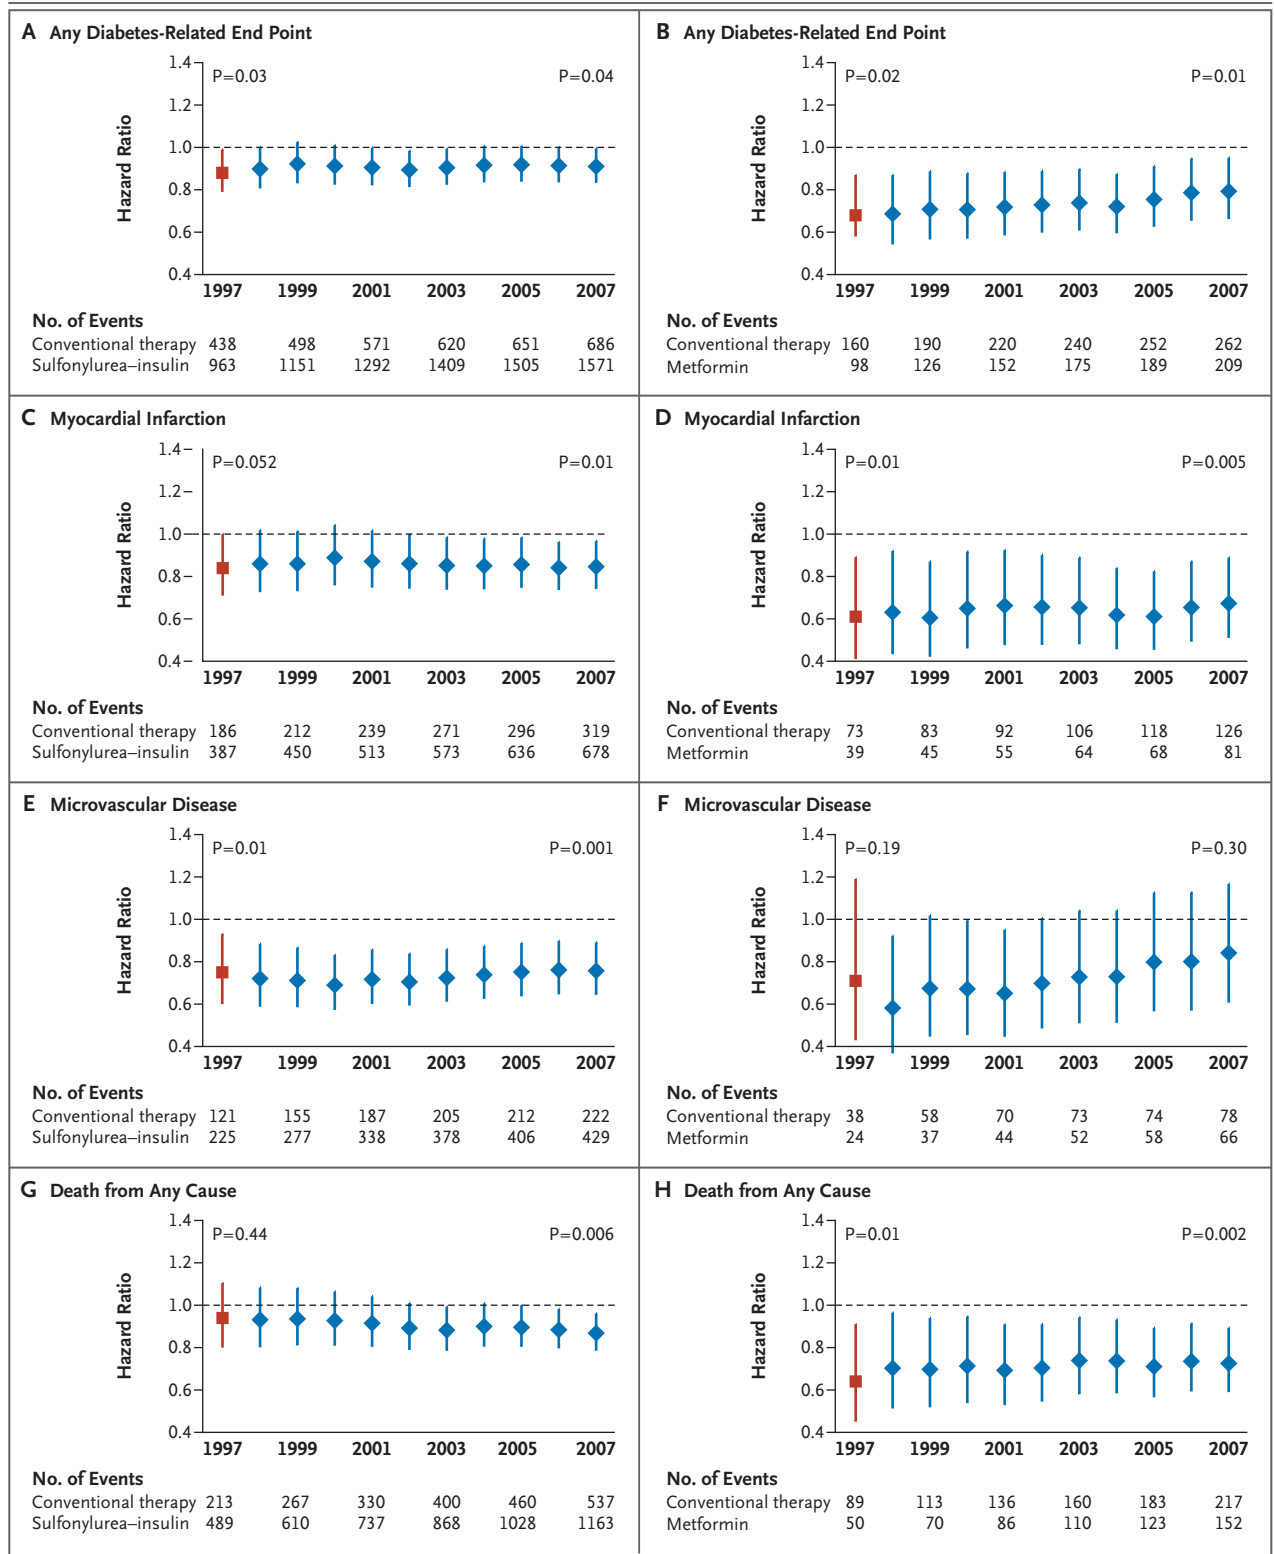 A Any Diabetes-Related End Point
1.4
P=0.03 P=0.04
1.2
1.0
0.8
0.6
0.4
Hazard Ratio
1997 1999 2001 2003 2005 2007
No. of Events
Conventional therapy 438 498 571 620 651 686
Sulfonylurea–insulin 963 1151 1292 1409 1505 1571
B Any Diabetes-Related End Point
1.4
P=0.02 P=0.01
1.2
1.0
0.8
0.6
0.4
Hazard Ratio
1997 1999 2001 2003 2005 2007
No. of Events
Conventional therapy 160 190 220 240 252 262
Metformin 98 126 152 175 189 209
C Myocardial Infarction
1.4
P=0.052 P=0.01
1.2
1.0
0.8
0.6
0.4
Hazard Ratio
1997 1999 2001 2003 2005 2007
No. of Events
Conventional therapy 186 212 239 271 296 319
Sulfonylurea–insulin 387 450 513 573 636 678
D Myocardial Infarction
1.4
P=0.01 P=0.005
1.2
1.0
0.8
0.6
0.4
Hazard Ratio
1997 1999 2001 2003 2005 2007
No. of Events
Conventional therapy 73 83 92 106 118 126
Metformin 39 45 55 64 68 81
E Microvascular Disease
1.4
P=0.01 P=0.001
1.2
1.0
0.8
0.6
0.4
Hazard Ratio
1997 1999 2001 2003 2005 2007
No. of Events
Conventional therapy 121 155 187 205 212 222
Sulfonylurea–insulin 225 277 338 378 406 429
F Microvascular Disease
1.4
P=0.19 P=0.30
1.2
1.0
0.8
0.6
0.4
Hazard Ratio
1997 1999 2001 2003 2005 2007
No. of Events
Conventional therapy 38 58 70 73 74 78
Metformin 24 37 44 52 58 66
G Death from Any Cause
1.4
P=0.44 P=0.006
1.2
1.0
0.8
0.6
0.4
Hazard Ratio
1997 1999 2001 2003 2005 2007
No. of Events
Conventional therapy 213 267 330 400 460 537
Sulfonylurea–insulin 489 610 737 868 1028 1163
H Death from Any Cause
1.4
P=0.01 P=0.002
1.2
1.0
0.8
0.6
0.4
Hazard Ratio
1997 1999 2001 2003 2005 2007
No. of Events
Conventional therapy 89 113 136 160 183 217
Metformin 50 70 86 110 123 152